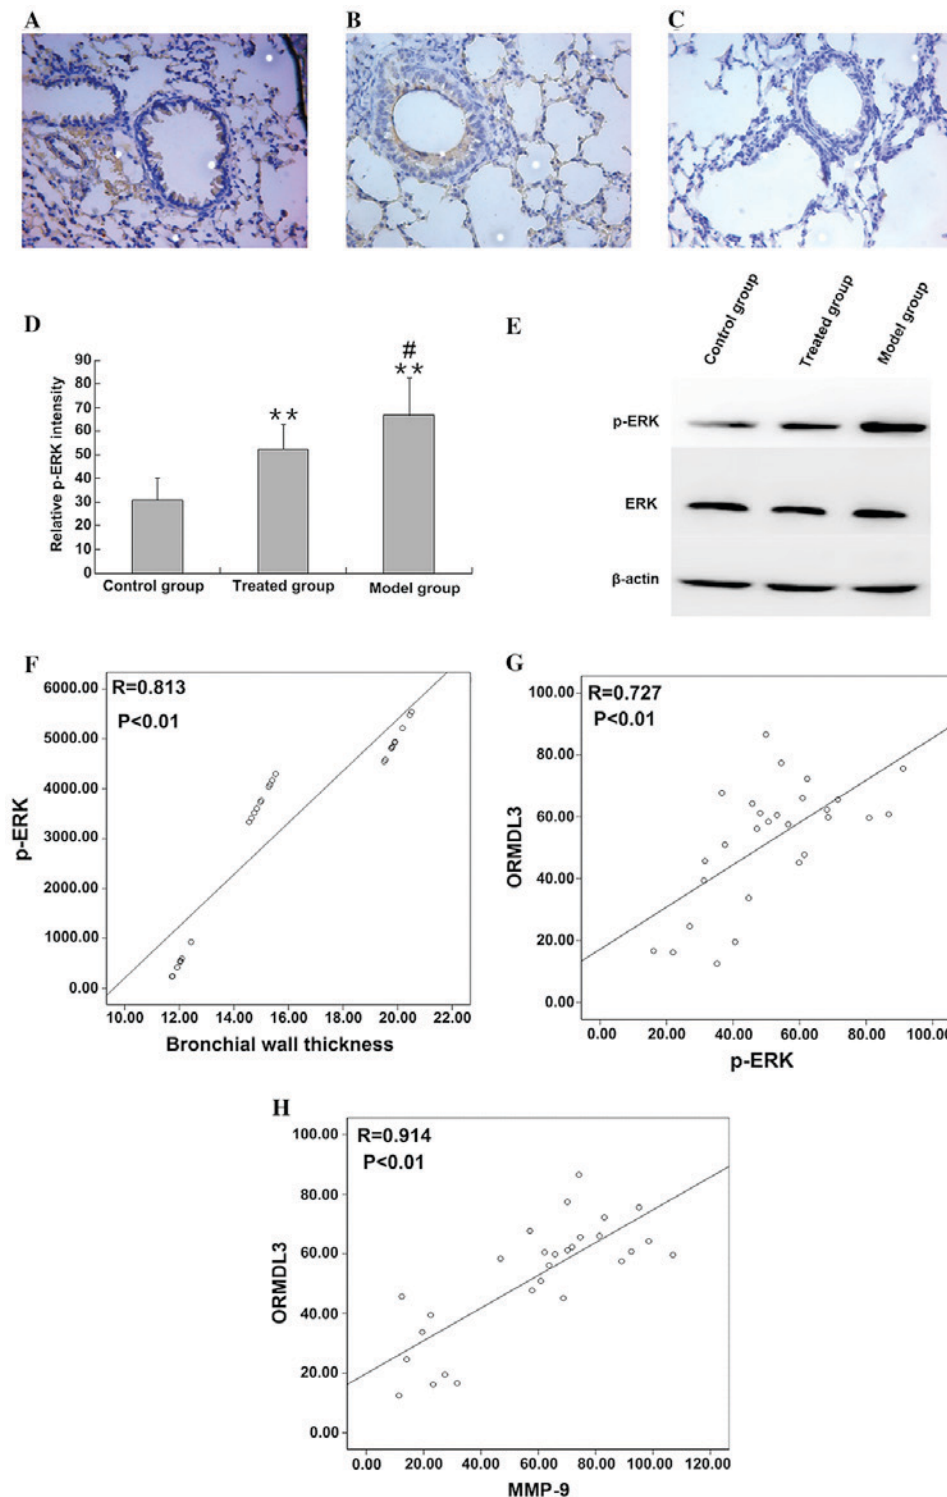 A
B
C
D
Relative p-ERK intensity
90
80
70
60
50
40
30
20
10
0
**
#
**
Control group
Treated group
Model group
E
Control group
Treated group
Model group
p-ERK
ERK
β-actin
F
R=0.813
P<0.01
p-ERK
6000.00
5000.00
4000.00
3000.00
2000.00
1000.00
0.00
10.00 12.00 14.00 16.00 18.00 20.00 22.00
Bronchial wall thickness
G
R=0.727
P<0.01
ORMDL3
100.00
80.00
60.00
40.00
20.00
0.00
0.00 20.00 40.00 60.00 80.00 100.00
p-ERK
H
R=0.914
P<0.01
ORMDL3
100.00
80.00
60.00
40.00
20.00
0.00
0.00 20.00 40.00 60.00 80.00 100.00 120.00
MMP-9